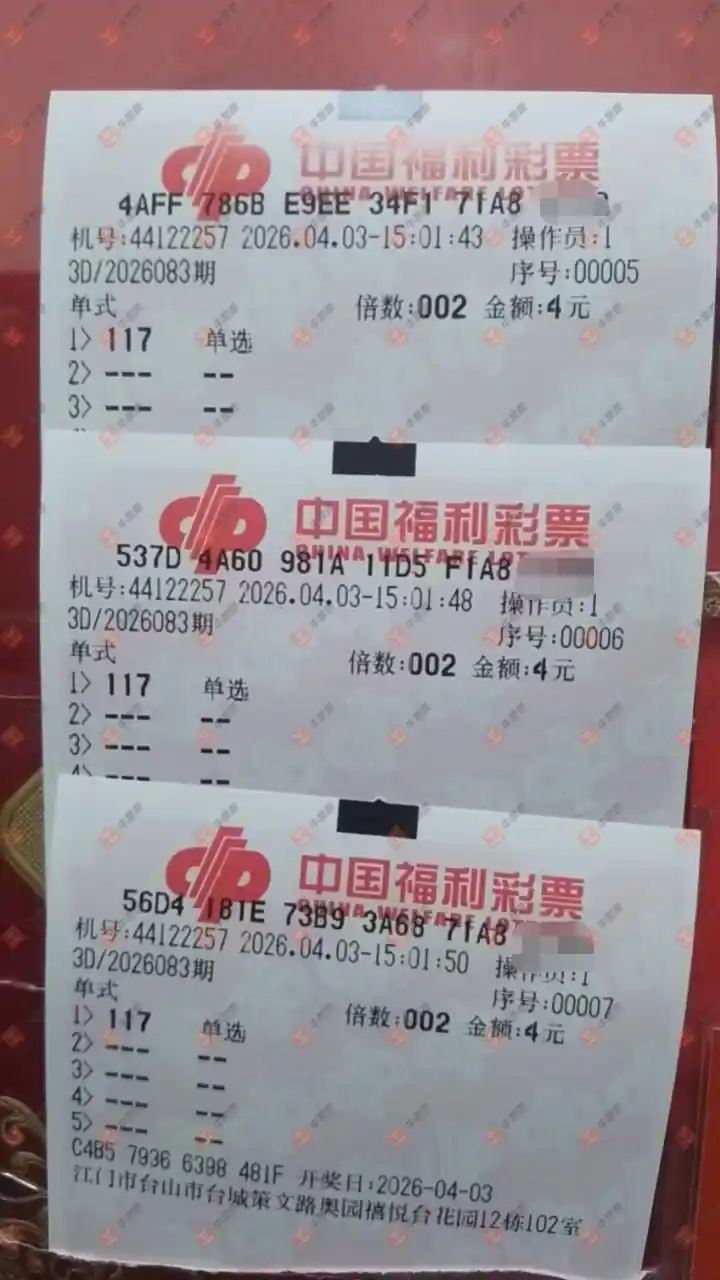 中国福利彩票
CHINA WELFARE LOT
4AFF 786B E9EE 34F1 71A8
机号:44122257 2026.04.03-15:01:43 操作员:1
3D/2026083期 序号:00005
单式 倍数:002 金额:4元
1> 117 单选
2> --- --
3> --- --
中国福利彩票
CHINA WELFARE LOT
537D 4A60 981A 11D5 F1A8
机号:44122257 2026.04.03-15:01:48 操作员:1
3D/2026083期 序号:00006
单式 倍数:002 金额:4元
1> 117 单选
2> --- --
3> --- --
4> --- --
中国福利彩票
CHINA WELFARE LOT
56D4 181E 73B9 3A68 71A8
机号:44122257 2026.04.03-15:01:50 操作员:1
3D/2026083期 序号:00007
单式 倍数:002 金额:4元
1> 117 单选
2> --- --
3> --- --
4> --- --
5> --- --
C4B5 7936 6398 481F 开奖日:2026-04-03
江门市台山市台城策文路奥园禧悦台花园12栋102室